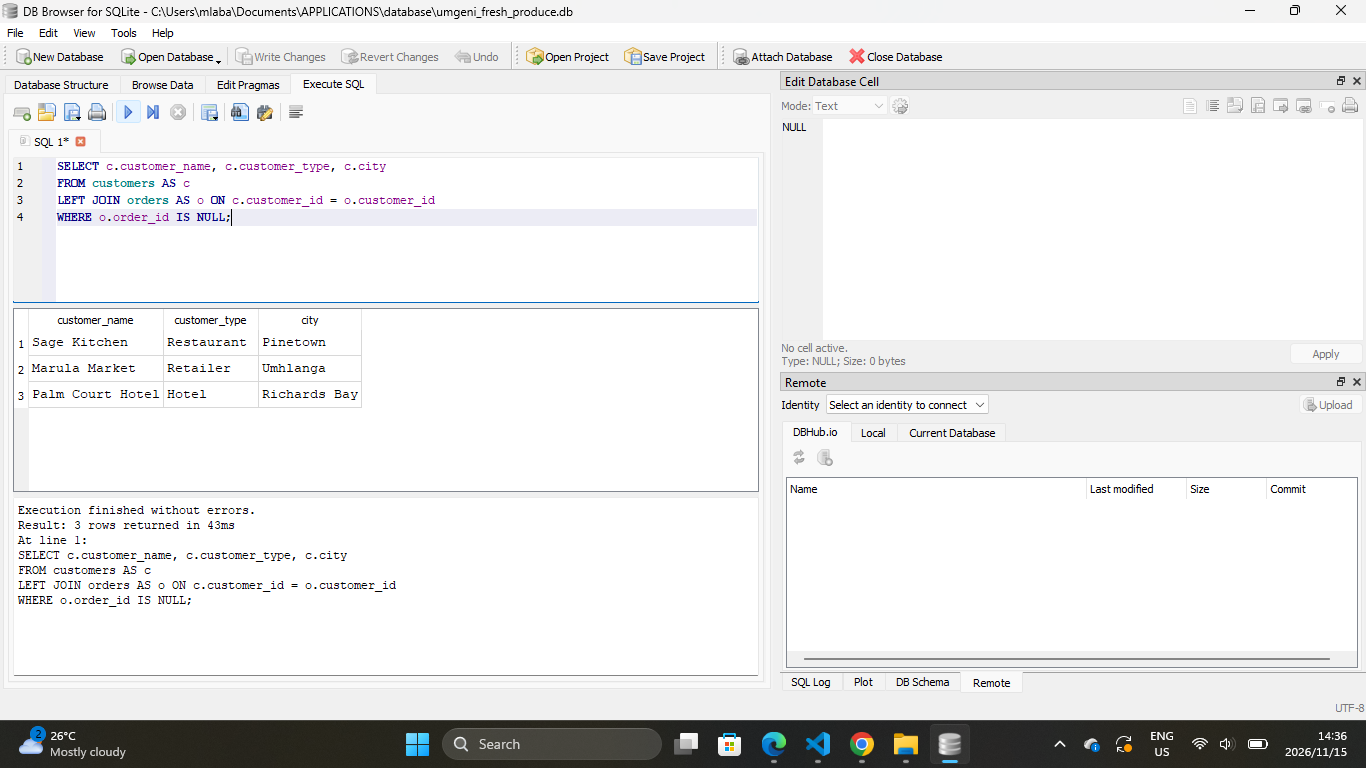 DB Browser for SQLite - C:\Users\mlaba\Documents\APPLICATIONS\database\umgeni_fresh_produce.db
File Edit View Tools Help
New Database Open Database Write Changes Revert Changes Undo Open Project Save Project Attach Database Close Database
Database Structure Browse Data Edit Pragmas Execute SQL
SQL 1*
1 SELECT c.customer_name, c.customer_type, c.city
2 FROM customers AS c
3 LEFT JOIN orders AS o ON c.customer_id = o.customer_id
4 WHERE o.order_id IS NULL;
customer_name customer_type city
1 Sage Kitchen Restaurant Pinetown
2 Marula Market Retailer Umhlanga
3 Palm Court Hotel Hotel Richards Bay
Execution finished without errors.
Result: 3 rows returned in 43ms
At line 1:
SELECT c.customer_name, c.customer_type, c.city
FROM customers AS c
LEFT JOIN orders AS o ON c.customer_id = o.customer_id
WHERE o.order_id IS NULL;
Edit Database Cell
Mode: Text
NULL
No cell active.
Type: NULL; Size: 0 bytes
Apply
Remote
Identity Select an identity to connect Upload
DBHub.io Local Current Database
Name Last modified Size Commit
SQL Log Plot DB Schema Remote
UTF-8
2
26°C
Mostly cloudy
Search
ENG
US
14:36
2026/11/15